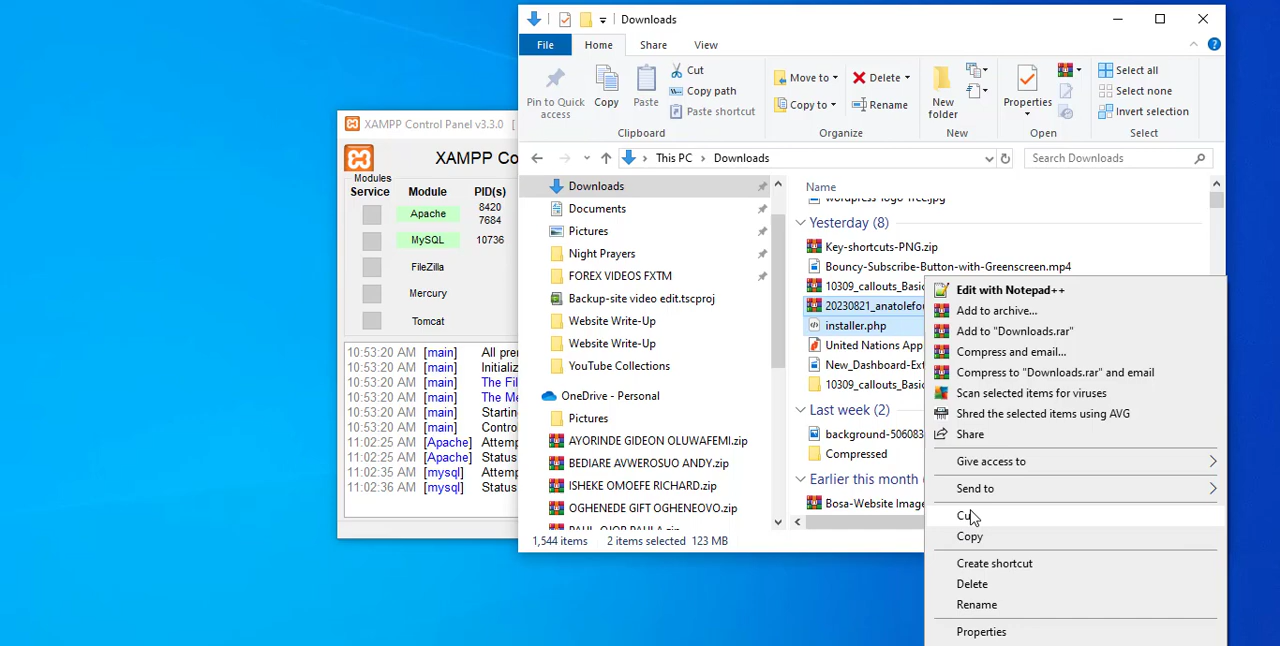 Downloads
File
Home
Share
View
Pin to Quick access
Copy
Paste
Cut
Copy path
Paste shortcut
Clipboard
Move to
Copy to
Delete
Rename
Organize
New folder
New
Properties
Open
Select all
Select none
Invert selection
Select
This PC
Downloads
Search Downloads
XAMPP Control Panel v3.3.0 [
XAMPP Co
Modules
Service
Module
PID(s)
Apache
8420
7684
MySQL
10736
FileZilla
Mercury
Tomcat
10:53:20 AM [main] All pre
10:53:20 AM [main] Initializ
10:53:20 AM [main] The Fil
10:53:20 AM [main] The Me
10:53:20 AM [main] Starting
10:53:20 AM [main] Control
11:02:25 AM [Apache] Attemp
11:02:25 AM [Apache] Status
11:02:35 AM [mysql] Attemp
11:02:36 AM [mysql] Status
Downloads
Documents
Pictures
Night Prayers
FOREX VIDEOS FXTM
Backup-site video edit.tscproj
Website Write-Up
Website Write-Up
YouTube Collections
OneDrive - Personal
Pictures
AYORINDE GIDEON OLUWAFEMI.zip
BEDIARE AVWEROSUO ANDY.zip
ISHEKE OMOEFE RICHARD.zip
OGHENEDE GIFT OGHENEOVO.zip
Name
wordpress-logo-free.jpg
Yesterday (8)
Key-shortcuts-PNG.zip
Bouncy-Subscribe-Button-with-Greenscreen.mp4
10309_callouts_Basic
20230821_anatolefou
installer.php
United Nations App
New_Dashboard-Ext
10309_callouts_Basic
Last week (2)
background-506083
Compressed
Earlier this month
Bosa-Website Image
1,544 items
2 items selected 123 MB
Edit with Notepad++
Add to archive...
Add to "Downloads.rar"
Compress and email...
Compress to "Downloads.rar" and email
Scan selected items for viruses
Shred the selected items using AVG
Share
Give access to
Send to
Cut
Copy
Create shortcut
Delete
Rename
Properties